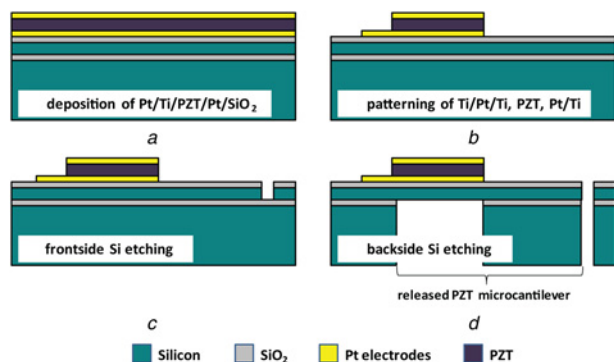 deposition of Pt/Ti/PZT/Pt/SiO₂
patterning of Ti/Pt/Ti, PZT, Pt/Ti
a
b
frontside Si etching
backside Si etching
released PZT microcantilever
c
d
Silicon
SiO₂
Pt electrodes
PZT